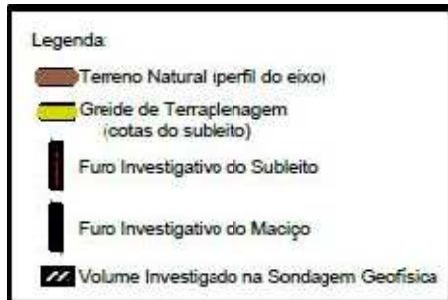 Legenda:
Terreno Natural (perfil do eixo)
Greide de Terraplenagem
(cotas do subleito)
Furo Investigativo do Subleito
Furo Investigativo do Maciço
Volume Investigado na Sondagem Geofísica